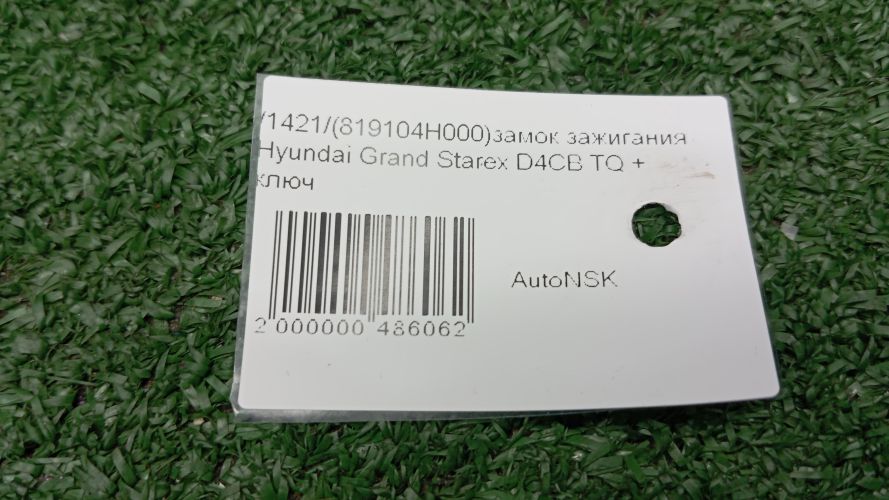 /1421/(819104H000)замок зажигания
Hyundai Grand Starex D4CB TQ +
ключ
AutoNSK
2 000000 486062